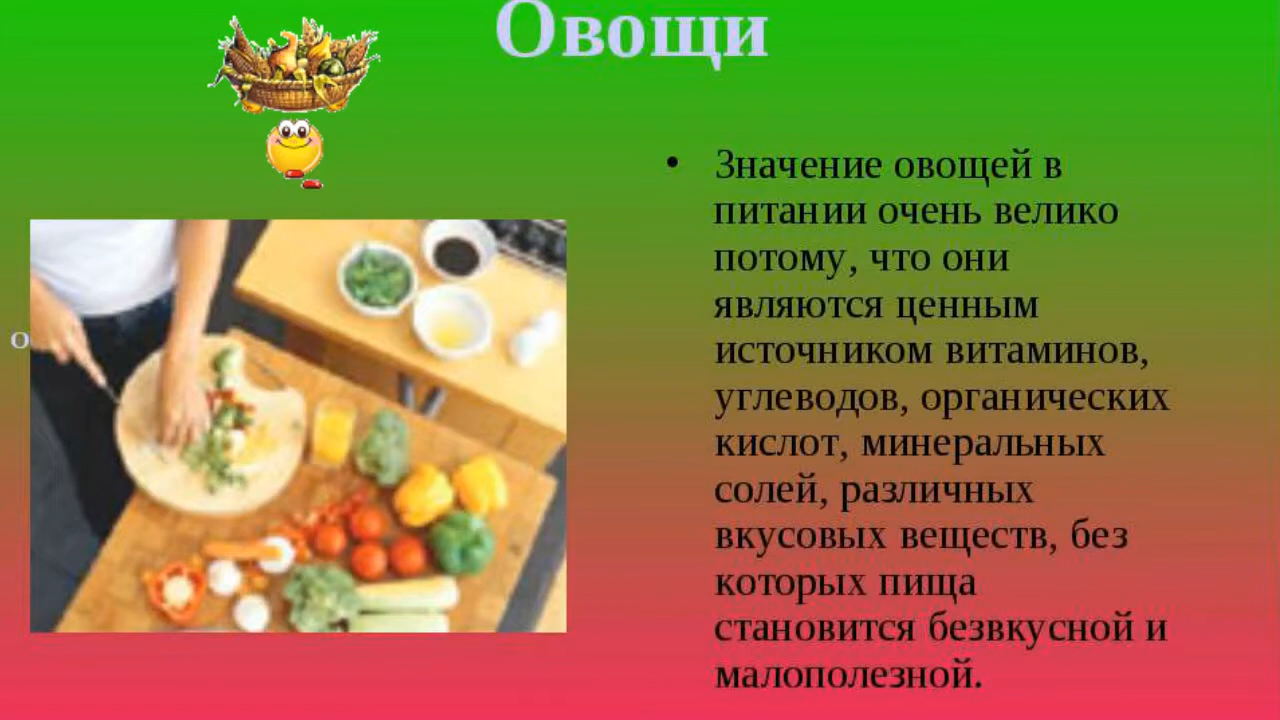 Овощи
• Значение овощей в
питании очень велико
потому, что они
являются ценным
источником витаминов,
углеводов, органических
кислот, минеральных
солей, различных
вкусовых веществ, без
которых пища
становится безвкусной и
малополезной.
о